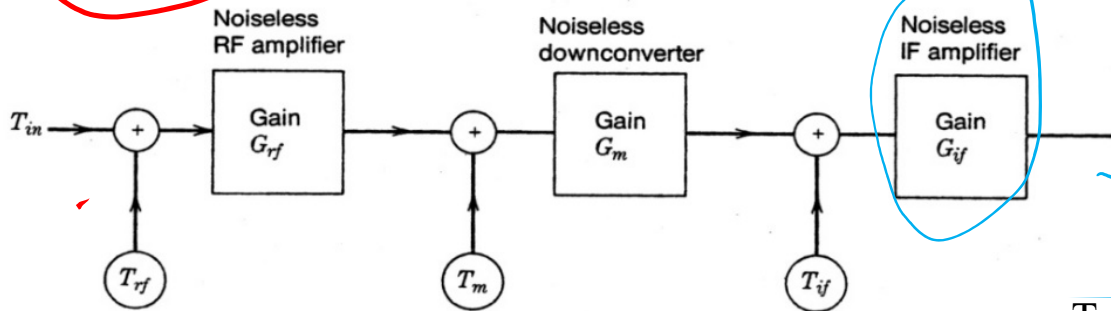 Noiseless
RF amplifier
Noiseless
downconverter
Noiseless
IF amplifier
T_in
+
Gain
G_rf
+
Gain
G_m
+
Gain
G_if
T_rf
T_m
T_if
T